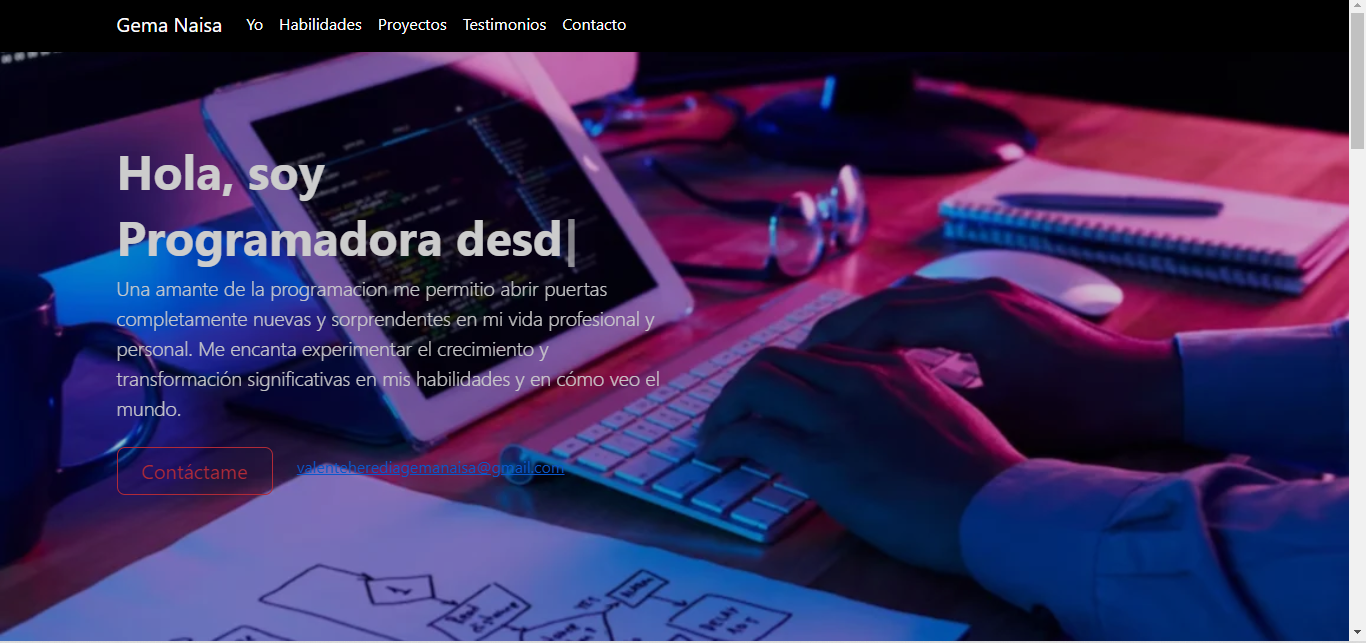 Gema Naisa Yo Habilidades Proyectos Testimonios Contacto
Hola, soy
Programadora desd|
Una amante de la programacion me permitio abrir puertas
completamente nuevas y sorprendentes en mi vida profesional y
personal. Me encanta experimentar el crecimiento y
transformación significativas en mis habilidades y en cómo veo el
mundo.
Contáctame valentaherediagemanaisa@gmail.com
YES